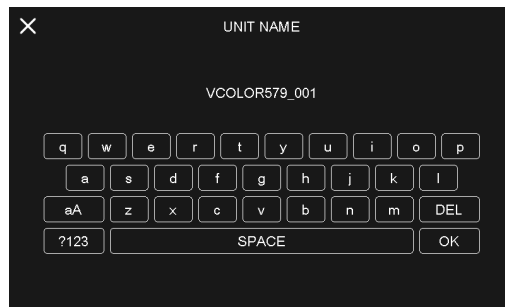 UNIT NAME
VCOLOR579_001
q w e r t y u i o p
a s d f g h j k l
aA z x c v b n m DEL
?123 SPACE OK